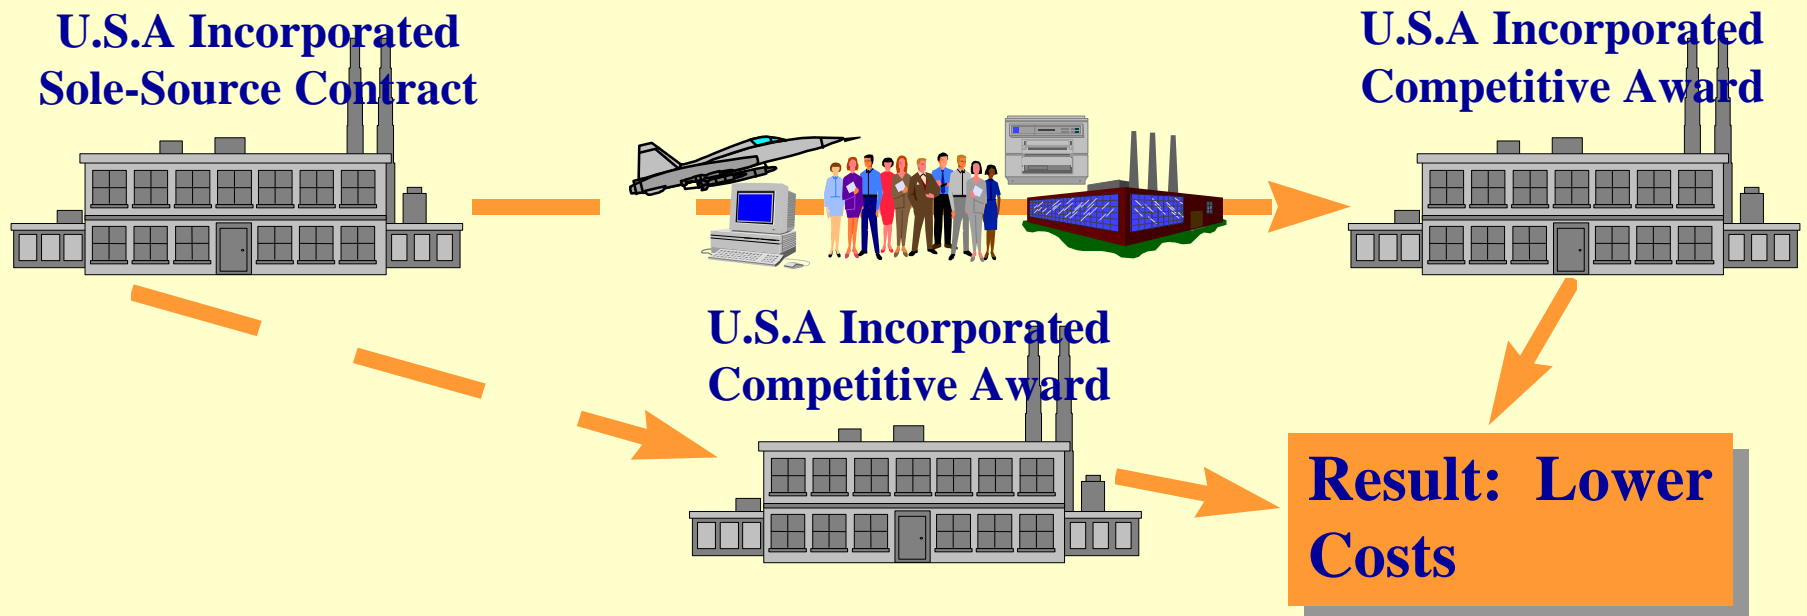 U.S.A Incorporated
Sole-Source Contract
U.S.A Incorporated
Competitive Award
U.S.A Incorporated
Competitive Award
Result: Lower
Costs